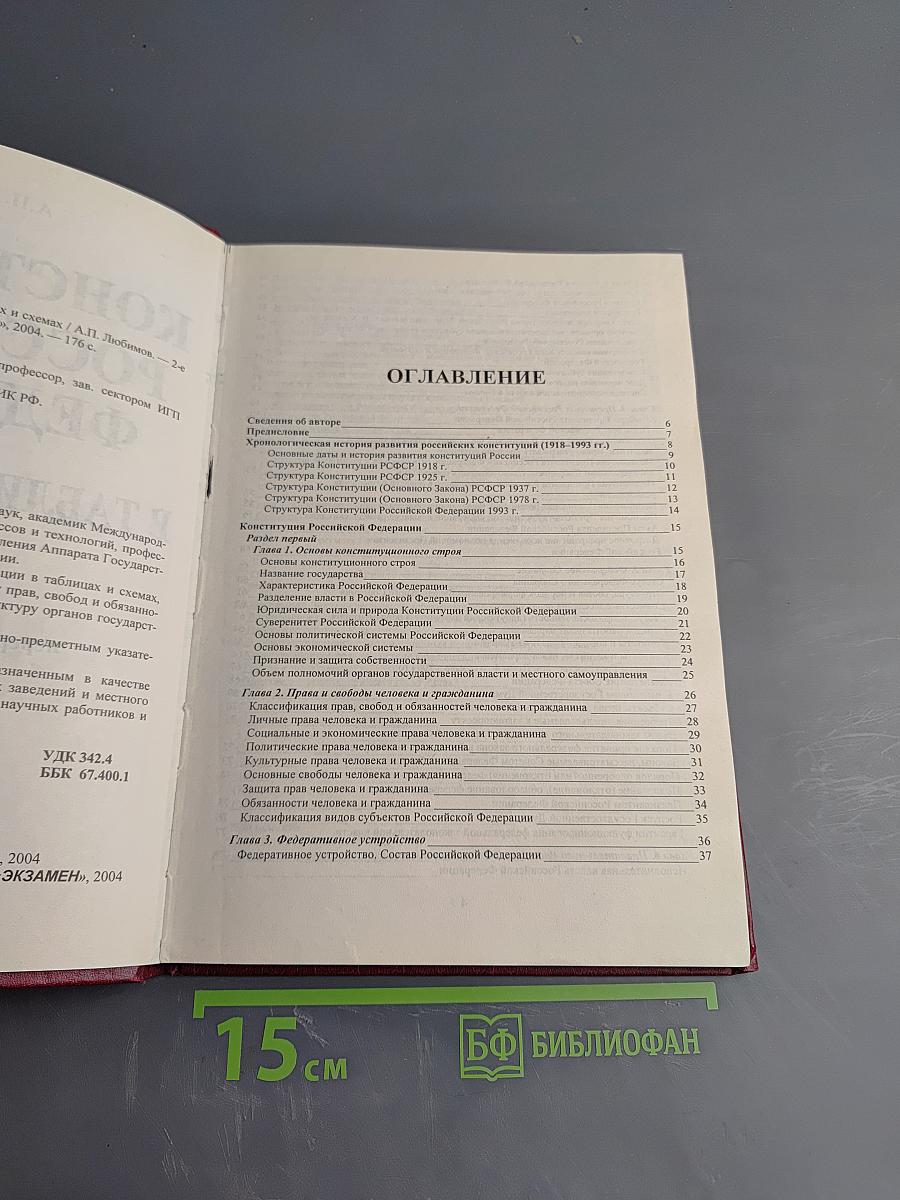 х и схемах / А.П. Любимов. — 2-е
», 2004. — 176 с.
профессор, зав. сектором ИГП
ИК РФ.
аук, академик Международ-
ссов и технологий, профес-
ления Аппарата Государст-
ии.
ции в таблицах и схемах,
прав, свобод и обязанно-
ктуру органов государст-
но-предметным указате-
значенным в качестве
заведений и местного
научных работников и
УДК 342.4
ББК 67.400.1
, 2004
«ЭКЗАМЕН», 2004
ОГЛАВЛЕНИЕ
Сведения об авторе 6
Предисловие 7
Хронологическая история развития российских конституций (1918–1993 гг.) 8
Основные даты и история развития конституций России 9
Структура Конституции РСФСР 1918 г. 10
Структура Конституции РСФСР 1925 г. 11
Структура Конституции (Основного Закона) РСФСР 1937 г. 12
Структура Конституции (Основного Закона) РСФСР 1978 г. 13
Структура Конституции Российской Федерации 1993 г. 14
Конституция Российской Федерации 15
Раздел первый
Глава 1. Основы конституционного строя 15
Основы конституционного строя 16
Название государства 17
Характеристика Российской Федерации 18
Разделение власти в Российской Федерации 19
Юридическая сила и природа Конституции Российской Федерации 20
Суверенитет Российской Федерации 21
Основы политической системы Российской Федерации 22
Основы экономической системы 23
Признание и защита собственности 24
Объем полномочий органов государственной власти и местного самоуправления 25
Глава 2. Права и свободы человека и гражданина 26
Классификация прав, свобод и обязанностей человека и гражданина 27
Личные права человека и гражданина 28
Социальные и экономические права человека и гражданина 29
Политические права человека и гражданина 30
Культурные права человека и гражданина 31
Основные свободы человека и гражданина 32
Защита прав человека и гражданина 33
Обязанности человека и гражданина 34
Классификация видов субъектов Российской Федерации 35
Глава 3. Федеративное устройство 36
Федеративное устройство. Состав Российской Федерации 37
15 см
БФ БИБЛИОФАН